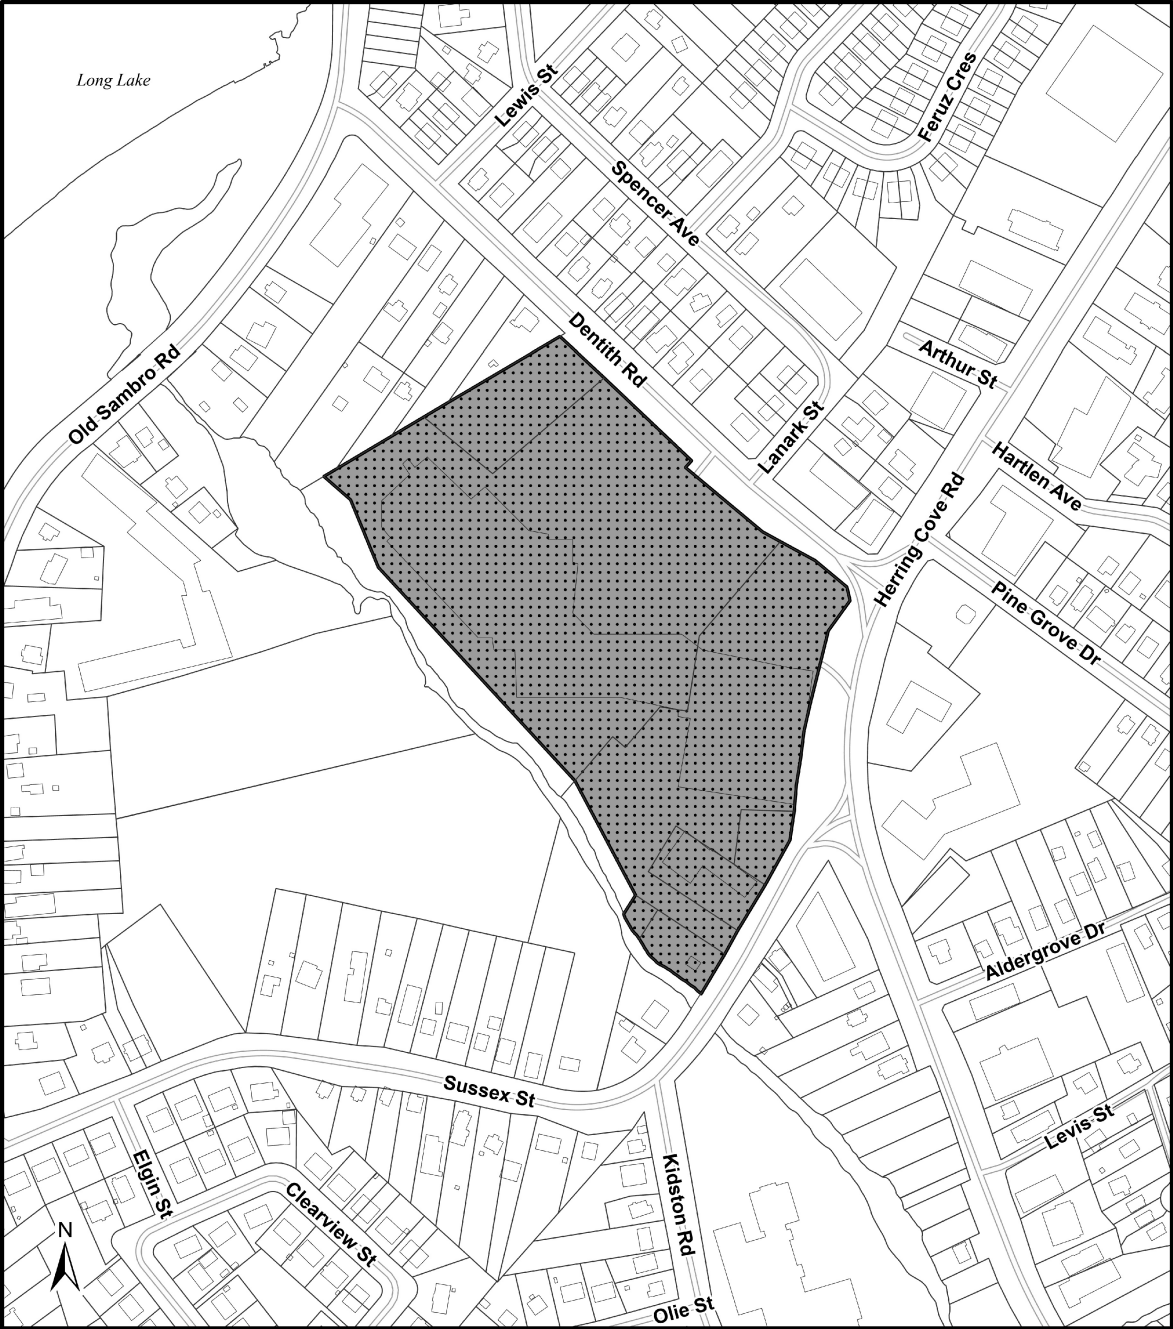 Long Lake
Lewis St
Feruz Cres
Spencer Ave
Dentith Rd
Arthur St
Old Sambro Rd
Lanark St
Hartlen Ave
Herring Cove Rd
Pine Grove Dr
Aldergrove Dr
Sussex St
Levis St
Elgin St
Kidston Rd
Clearview St
N
Olie St